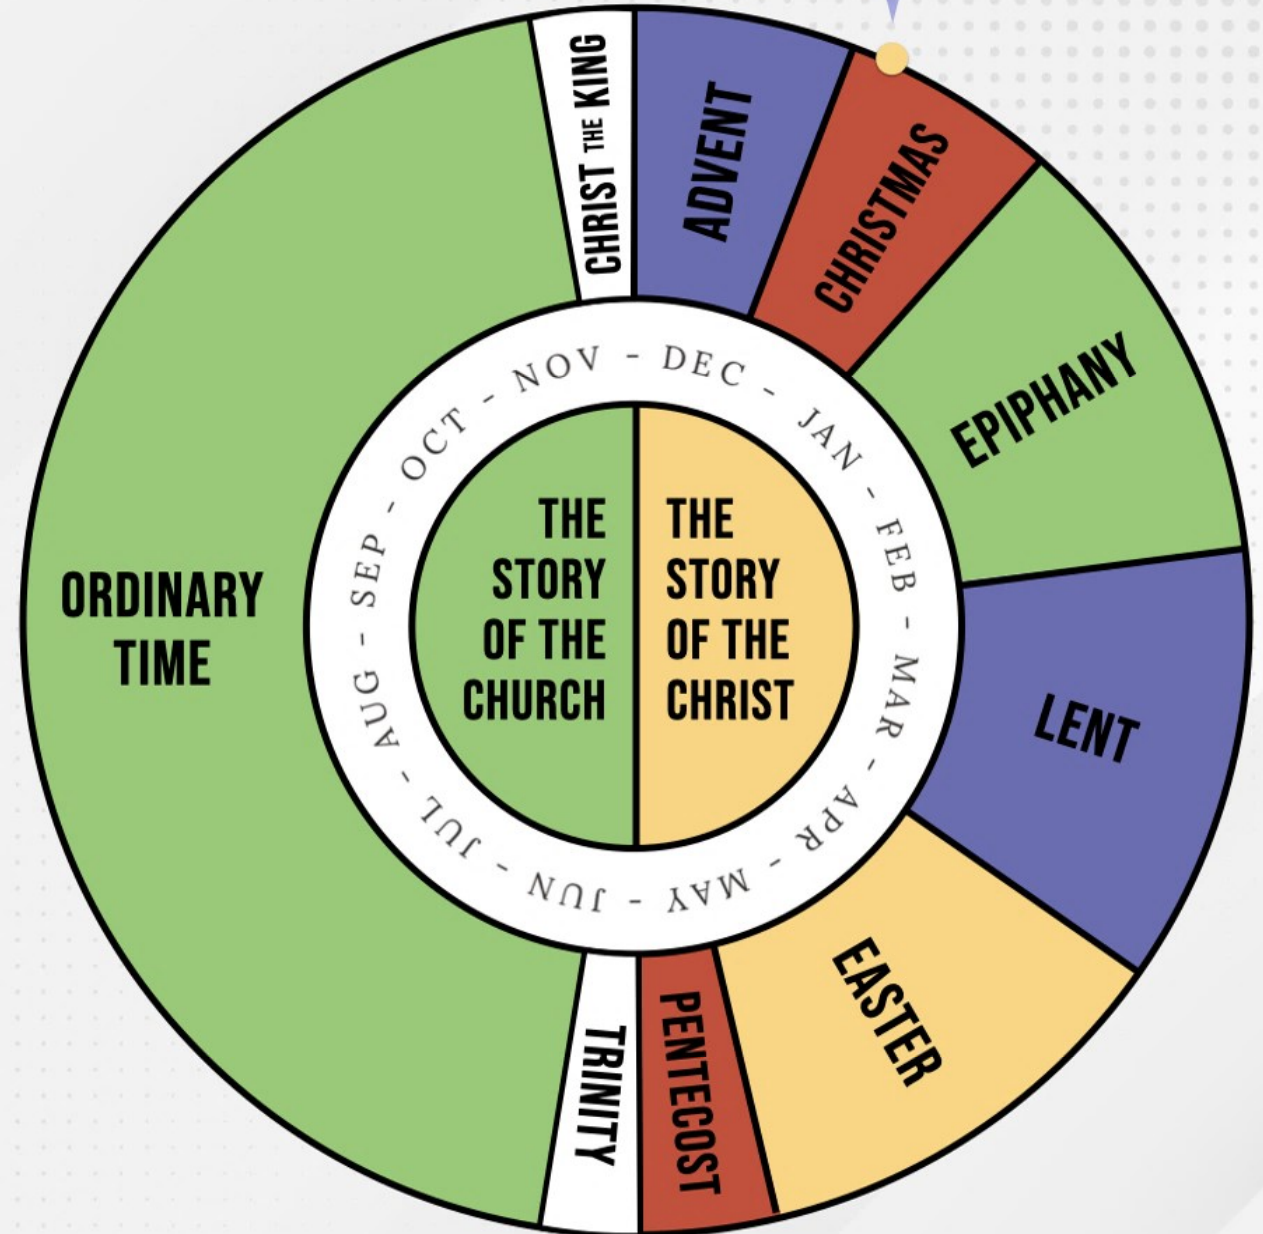 CHRIST THE KING
ADVENT
CHRISTMAS
EPIPHANY
LENT
EASTER
PENTECOST
TRINITY
ORDINARY
TIME
NOV - DEC - JAN - FEB - MAR - APR - MAY - JUN - JUL - AUG - SEP - OCT -
THE
STORY
OF THE
CHURCH
THE
STORY
OF THE
CHRIST